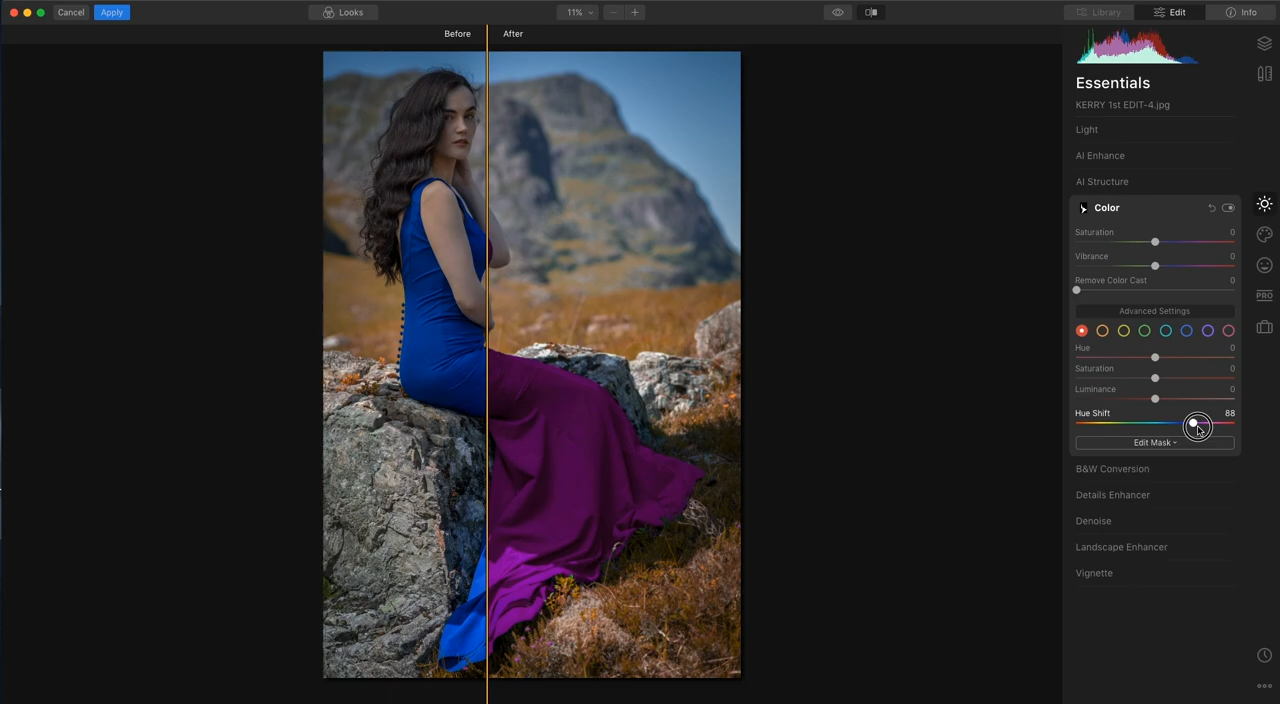 Cancel Apply Looks 11% Library Edit Info
Before After
Essentials
KERRY 1st EDIT-4.jpg
Light
AI Enhance
AI Structure
Color
Saturation 0
Vibrance 0
Remove Color Cast 0
Advanced Settings
Hue 0
Saturation 0
Luminance 0
Hue Shift 88
Edit Mask
B&W Conversion
Details Enhancer
Denoise
Landscape Enhancer
Vignette
PRO